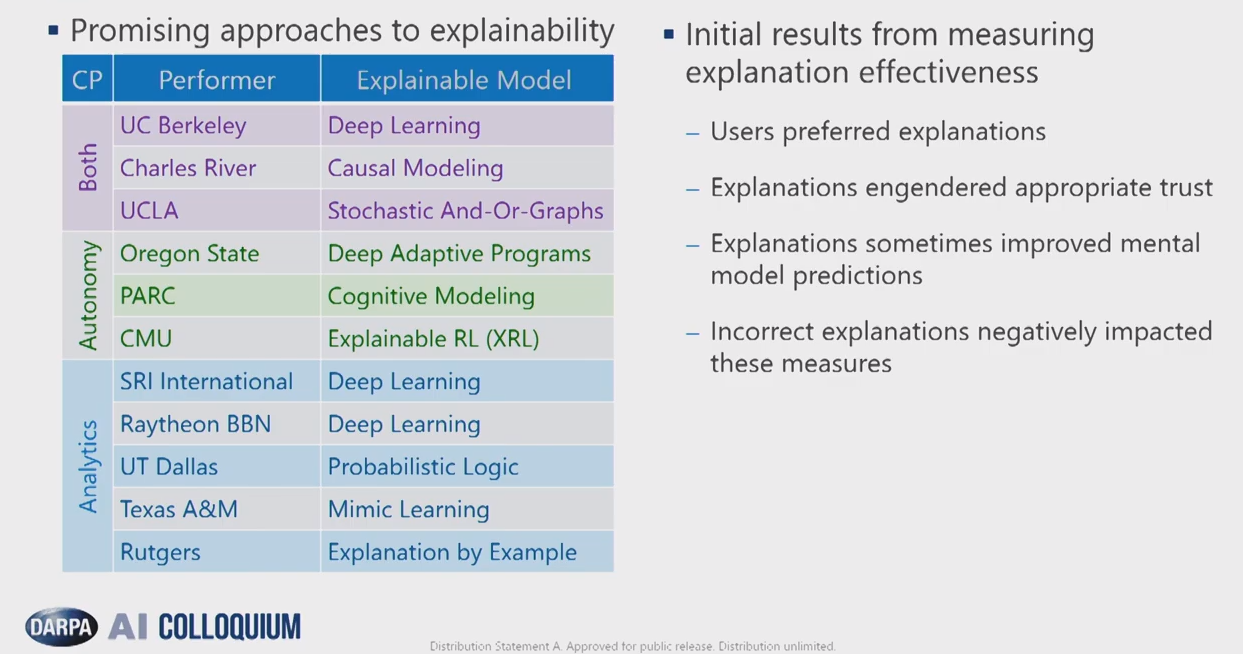 ▪ Promising approaches to explainability
CP Performer Explainable Model
Both
UC Berkeley Deep Learning
Charles River Causal Modeling
UCLA Stochastic And-Or-Graphs
Autonomy
Oregon State Deep Adaptive Programs
PARC Cognitive Modeling
CMU Explainable RL (XRL)
Analytics
SRI International Deep Learning
Raytheon BBN Deep Learning
UT Dallas Probabilistic Logic
Texas A&M Mimic Learning
Rutgers Explanation by Example
▪ Initial results from measuring
explanation effectiveness
– Users preferred explanations
– Explanations engendered appropriate trust
– Explanations sometimes improved mental
model predictions
– Incorrect explanations negatively impacted
these measures
DARPA AI COLLOQUIUM
Distribution Statement A. Approved for public release. Distribution unlimited.